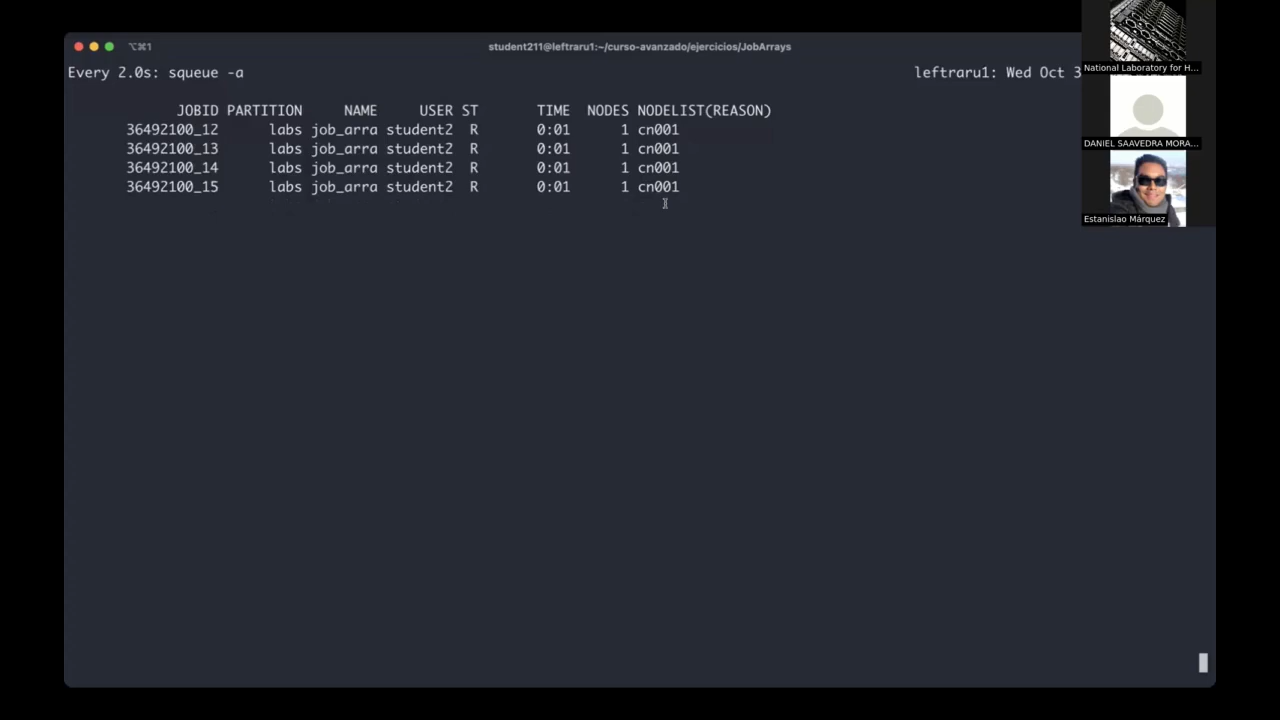 ⌥⌘1
student211@leftraru1:~/curso-avanzado/ejercicios/JobArrays
Every 2.0s: squeue -a
leftraru1: Wed Oct 3
JOBID PARTITION NAME USER ST TIME NODES NODELIST(REASON)
36492100_12 labs job_arra student2 R 0:01 1 cn001
36492100_13 labs job_arra student2 R 0:01 1 cn001
36492100_14 labs job_arra student2 R 0:01 1 cn001
36492100_15 labs job_arra student2 R 0:01 1 cn001
National Laboratory for H...
DANIEL SAAVEDRA MORA...
Estanislao Márquez